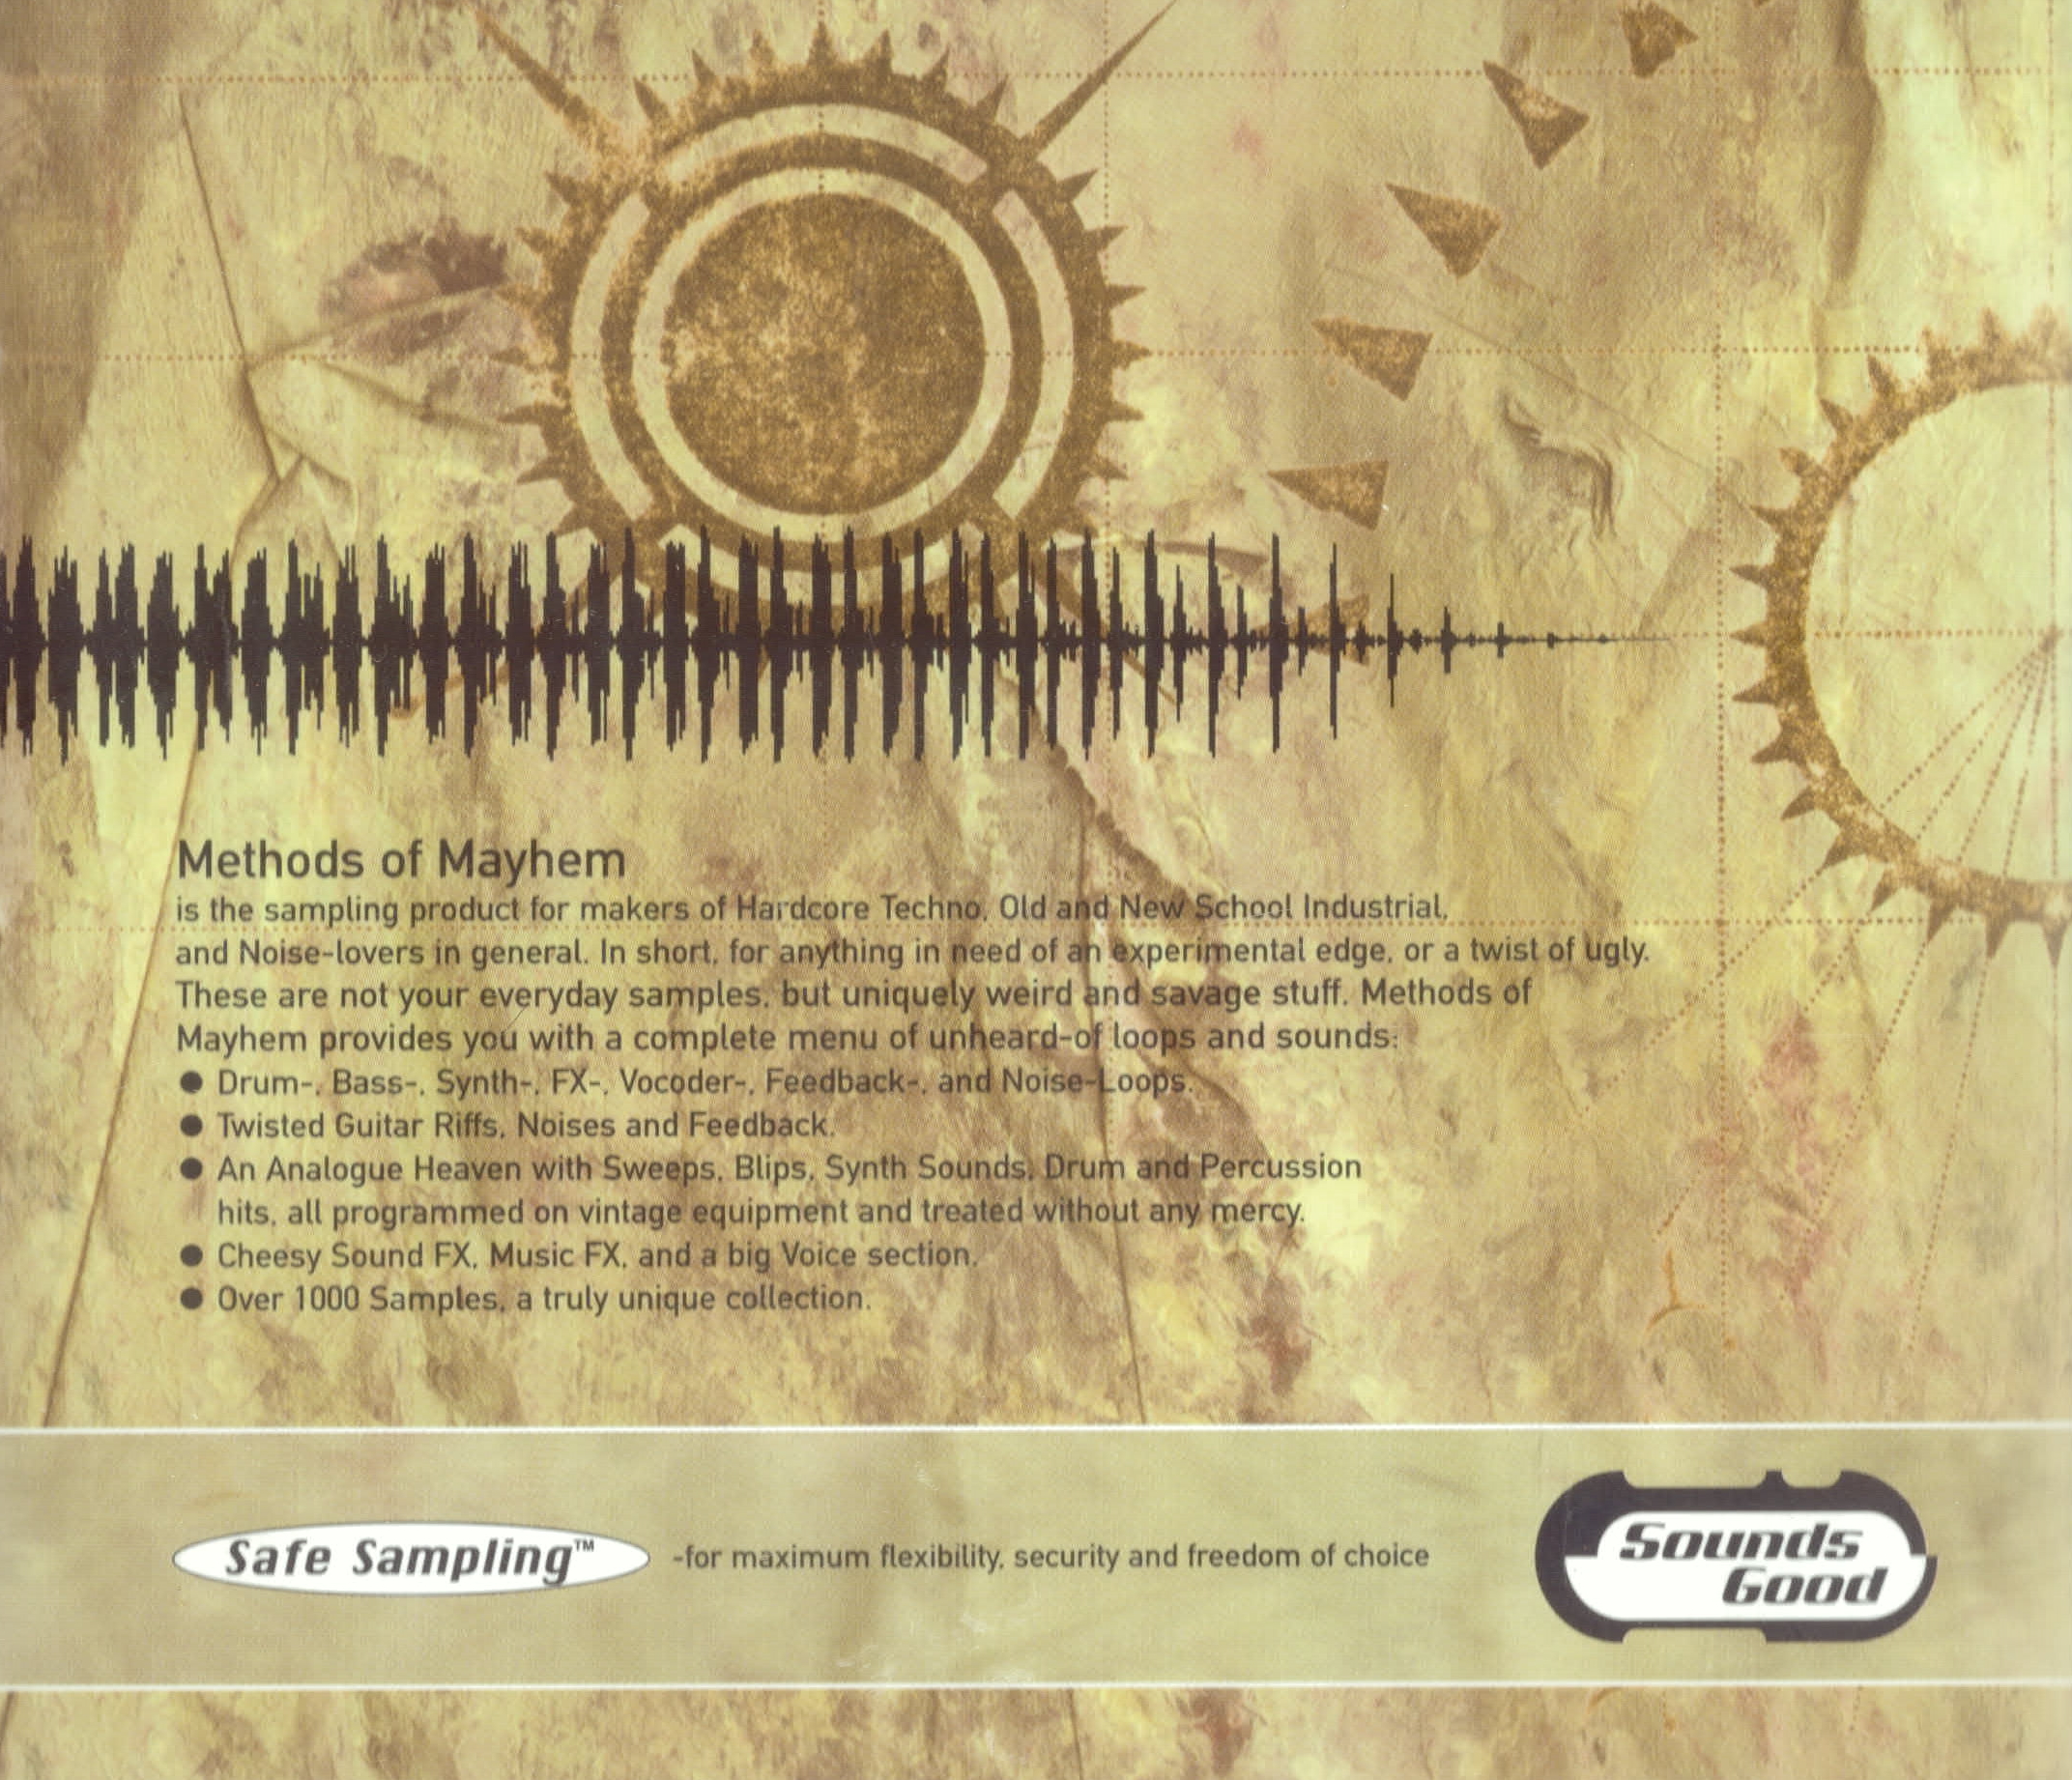 Methods of Mayhem
is the sampling product for makers of Hardcore Techno, Old and New School Industrial,
and Noise-lovers in general. In short, for anything in need of an experimental edge, or a twist of ugly.
These are not your everyday samples, but uniquely weird and savage stuff. Methods of
Mayhem provides you with a complete menu of unheard-of loops and sounds:
● Drum-, Bass-, Synth-, FX-, Vocoder-, Feedback-, and Noise-Loops.
● Twisted Guitar Riffs, Noises and Feedback.
● An Analogue Heaven with Sweeps, Blips, Synth Sounds, Drum and Percussion
hits, all programmed on vintage equipment and treated without any mercy.
● Cheesy Sound FX, Music FX, and a big Voice section.
● Over 1000 Samples, a truly unique collection.
Safe Sampling™ -for maximum flexibility, security and freedom of choice
Sounds
Good